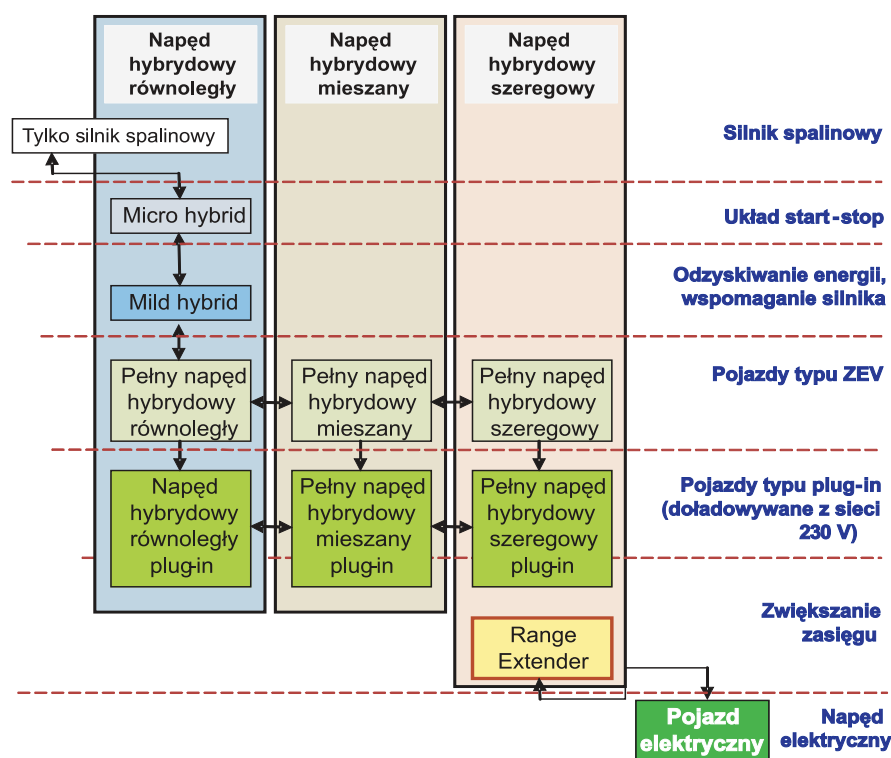 Napęd
hybrydowy
równoległy
Napęd
hybrydowy
mieszany
Napęd
hybrydowy
szeregowy
Tylko silnik spalinowy
Silnik spalinowy
Micro hybrid
Układ start-stop
Mild hybrid
Odzyskiwanie energii,
wspomaganie silnika
Pełny napęd
hybrydowy
równoległy
Pełny napęd
hybrydowy
mieszany
Pełny napęd
hybrydowy
szeregowy
Pojazdy typu ZEV
Napęd
hybrydowy
równoległy
plug-in
Pełny napęd
hybrydowy
mieszany
plug-in
Pełny napęd
hybrydowy
szeregowy
plug-in
Pojazdy typu plug-in
(doładowywane z sieci
230 V)
Range
Extender
Zwiększanie
zasięgu
Pojazd
elektryczny
Napęd
elektryczny